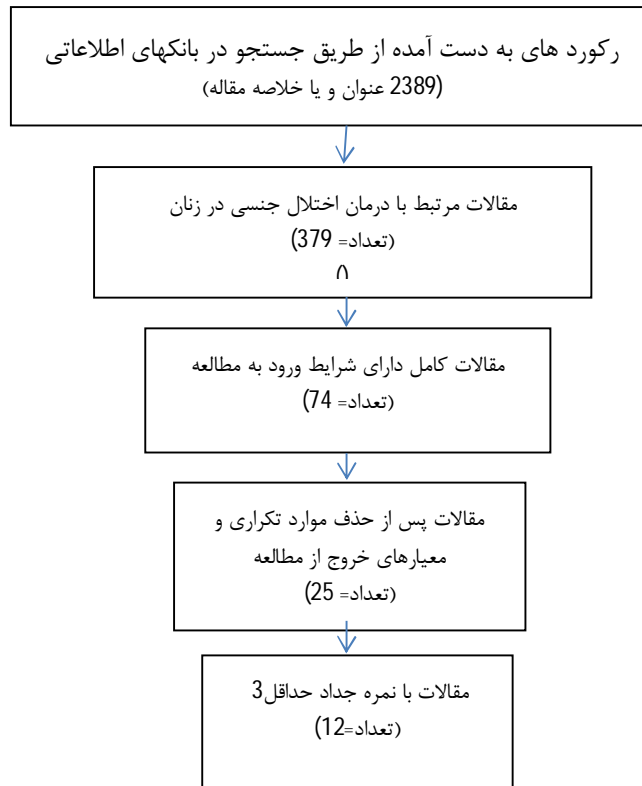 رکورد های به دست آمده از طریق جستجو در بانکهای اطلاعاتی
(2389 عنوان و یا خلاصه مقاله)
مقالات مرتبط با درمان اختلال جنسی در زنان
(تعداد= 379)
مقالات کامل دارای شرایط ورود به مطالعه
(تعداد= 74)
مقالات پس از حذف موارد تکراری و
معیارهای خروج از مطالعه
(تعداد= 25)
مقالات با نمره جداد حداقل3
(تعداد=12)